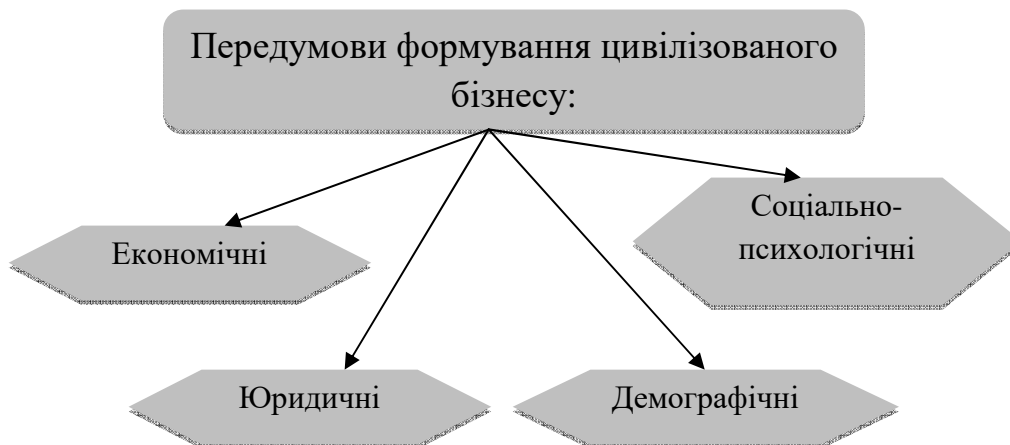 Передумови формування цивілізованого
бізнесу:
Економічні
Соціально-
психологічні
Юридичні
Демографічні